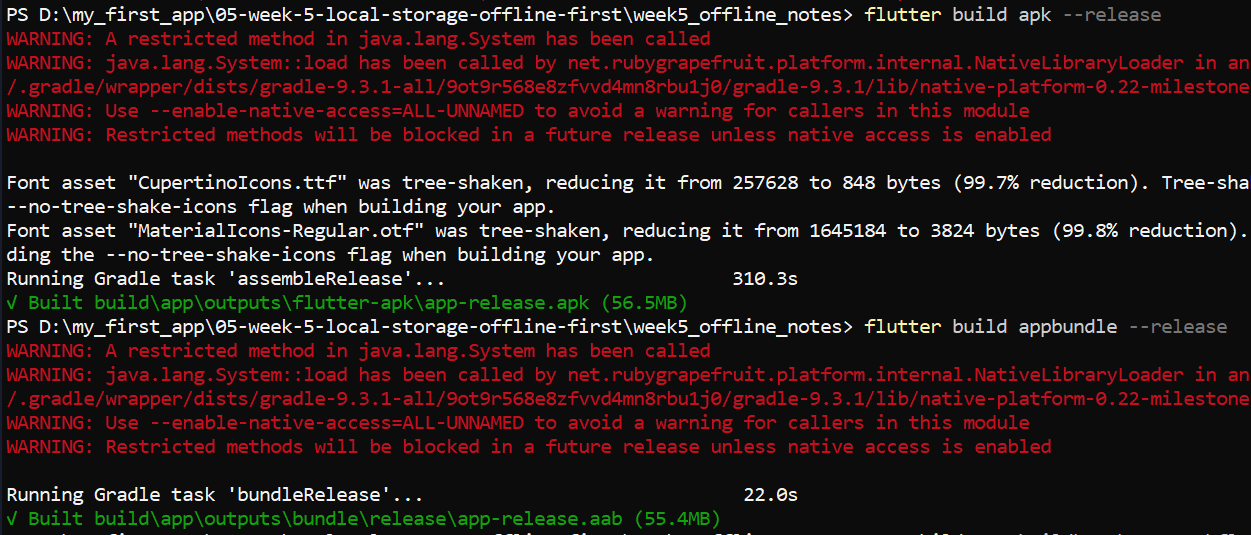 PS D:\my_first_app\05-week-5-local-storage-offline-first\week5_offline_notes> flutter build apk --release
WARNING: A restricted method in java.lang.System has been called
WARNING: java.lang.System::load has been called by net.rubygrapefruit.platform.internal.NativeLibraryLoader in an
/.gradle/wrapper/dists/gradle-9.3.1-all/9ot9r568e8zfvvd4mn8rbu1j0/gradle-9.3.1/lib/native-platform-0.22-milestone
WARNING: Use --enable-native-access=ALL-UNNAMED to avoid a warning for callers in this module
WARNING: Restricted methods will be blocked in a future release unless native access is enabled
Font asset "CupertinoIcons.ttf" was tree-shaken, reducing it from 257628 to 848 bytes (99.7% reduction). Tree-sha
--no-tree-shake-icons flag when building your app.
Font asset "MaterialIcons-Regular.otf" was tree-shaken, reducing it from 1645184 to 3824 bytes (99.8% reduction).
ding the --no-tree-shake-icons flag when building your app.
Running Gradle task 'assembleRelease'... 310.3s
√ Built build\app\outputs\flutter-apk\app-release.apk (56.5MB)
PS D:\my_first_app\05-week-5-local-storage-offline-first\week5_offline_notes> flutter build appbundle --release
WARNING: A restricted method in java.lang.System has been called
WARNING: java.lang.System::load has been called by net.rubygrapefruit.platform.internal.NativeLibraryLoader in an
/.gradle/wrapper/dists/gradle-9.3.1-all/9ot9r568e8zfvvd4mn8rbu1j0/gradle-9.3.1/lib/native-platform-0.22-milestone
WARNING: Use --enable-native-access=ALL-UNNAMED to avoid a warning for callers in this module
WARNING: Restricted methods will be blocked in a future release unless native access is enabled
Running Gradle task 'bundleRelease'... 22.0s
√ Built build\app\outputs\bundle\release\app-release.aab (55.4MB)